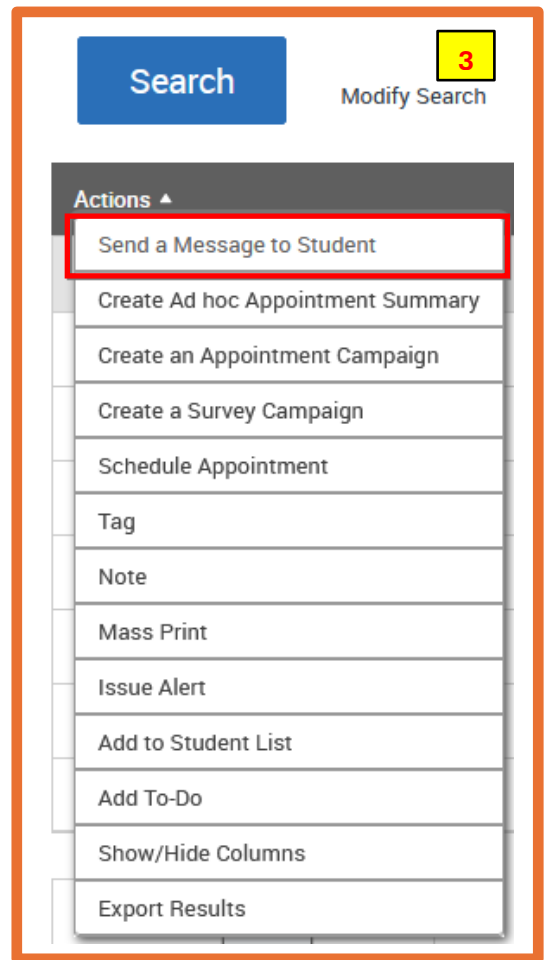 3
Search
Modify Search
Actions ▲
Send a Message to Student
Create Ad hoc Appointment Summary
Create an Appointment Campaign
Create a Survey Campaign
Schedule Appointment
Tag
Note
Mass Print
Issue Alert
Add to Student List
Add To-Do
Show/Hide Columns
Export Results